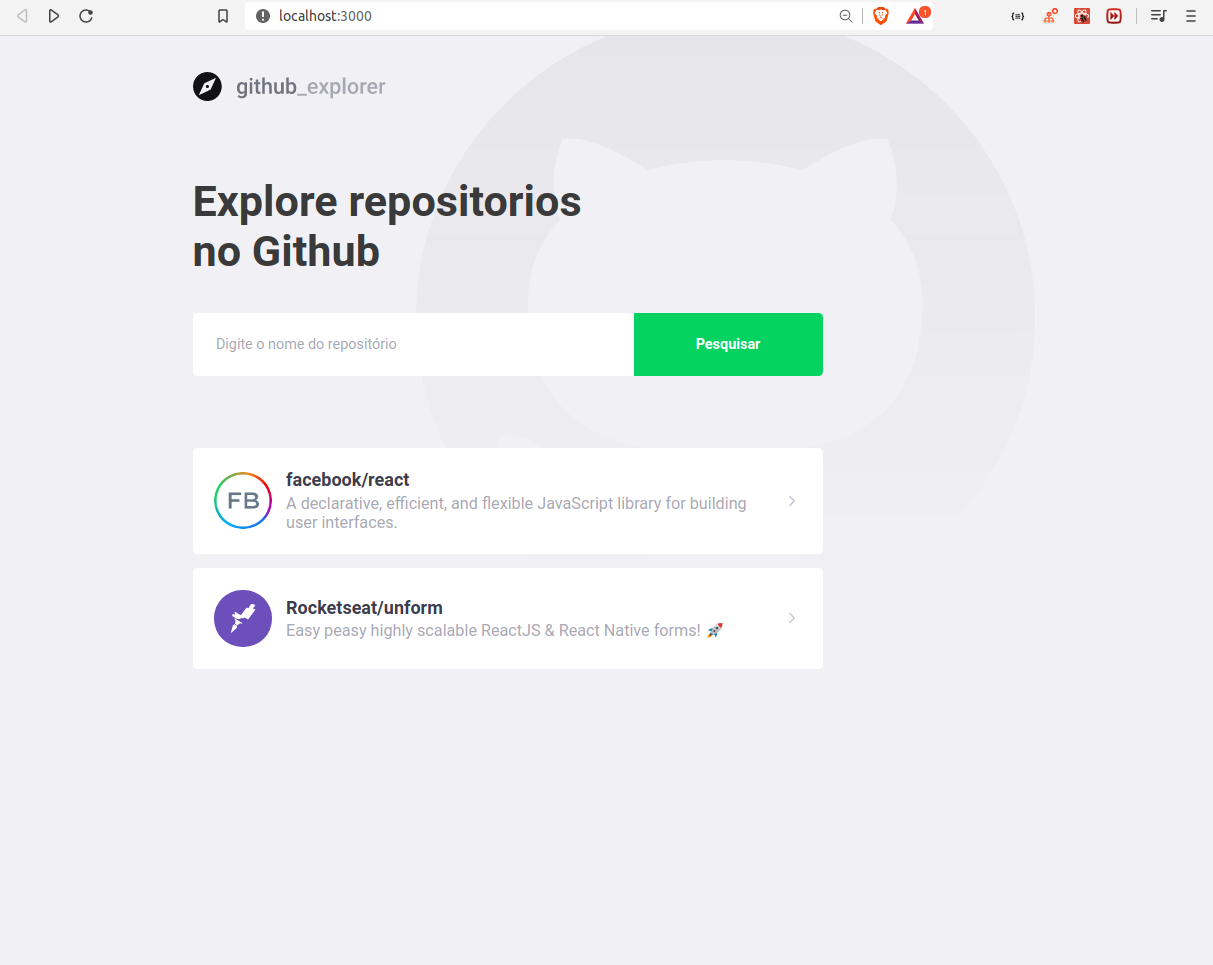 localhost:3000
1
github_explorer
Explore repositorios
no Github
Digite o nome do repositório
Pesquisar
FB
facebook/react
A declarative, efficient, and flexible JavaScript library for building
user interfaces.
Rocketseat/unform
Easy peasy highly scalable ReactJS & React Native forms! 🚀